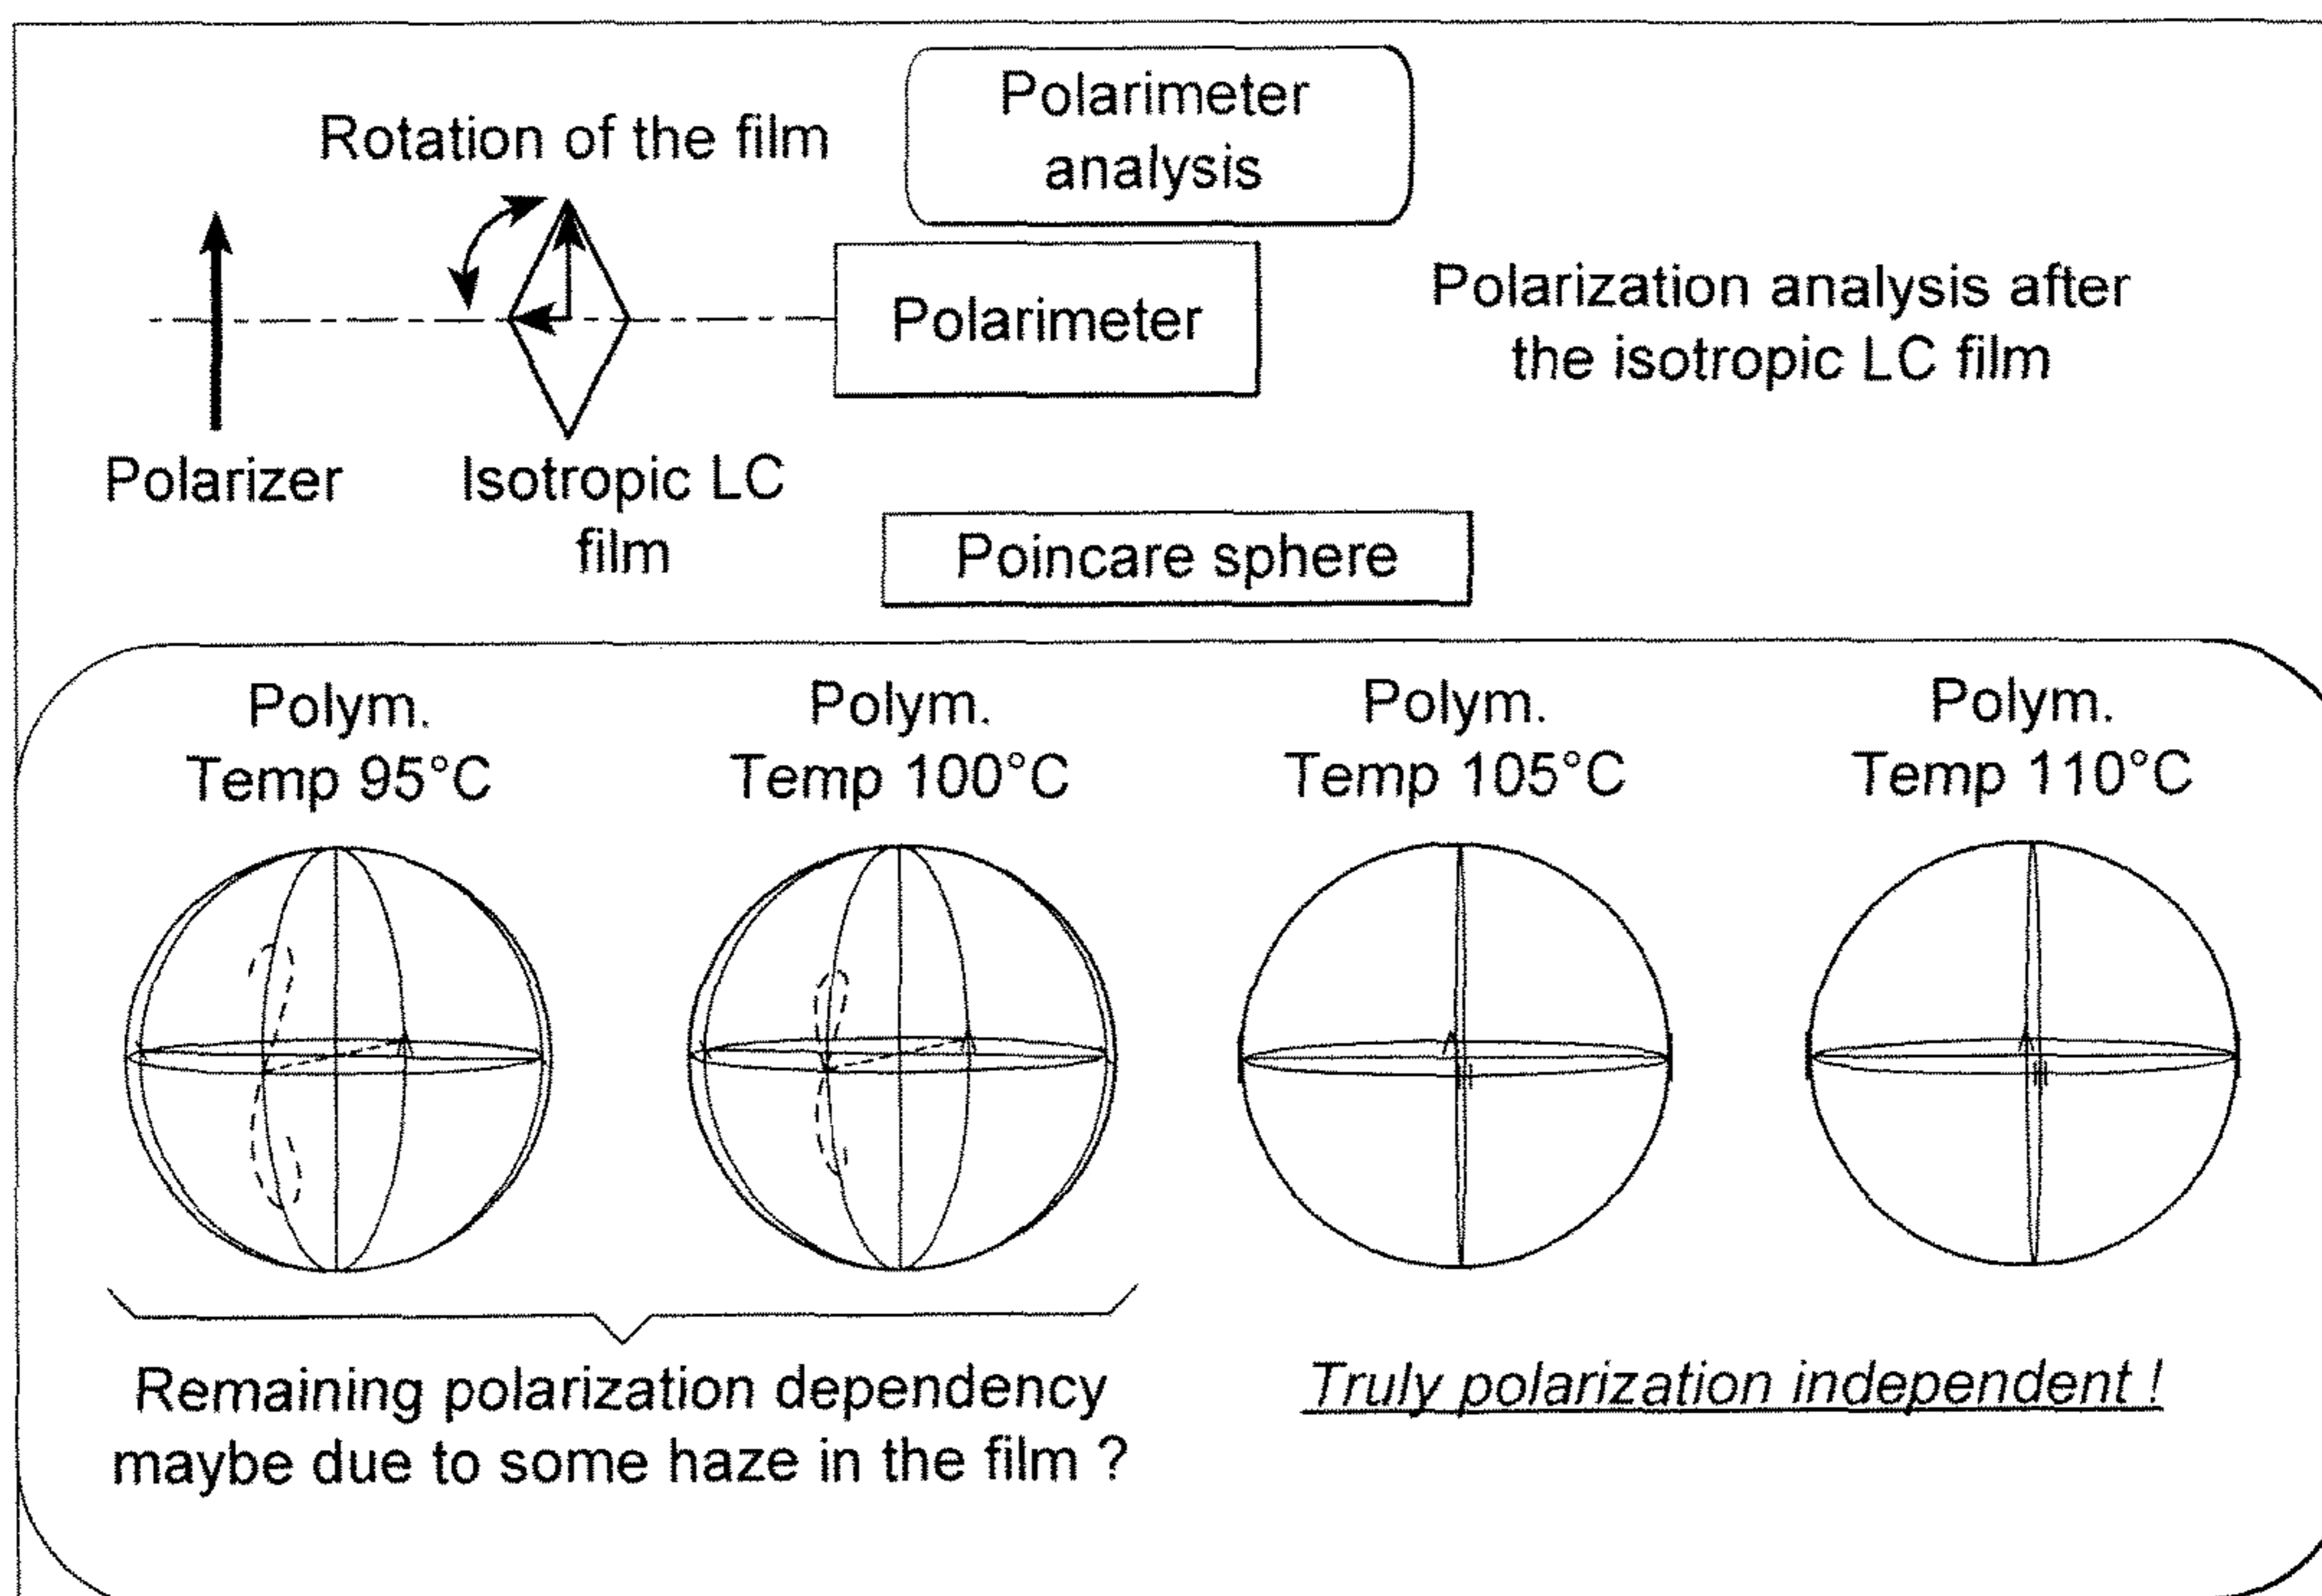 Polarimeter
analysis
Rotation of the film
Polarimeter
Polarization analysis after
the isotropic LC film
Polarizer
Isotropic LC
film
Poincare sphere
Polym.
Temp 95°C
Polym.
Temp 100°C
Polym.
Temp 105°C
Polym.
Temp 110°C
Remaining polarization dependency
maybe due to some haze in the film ?
Truly polarization independent !